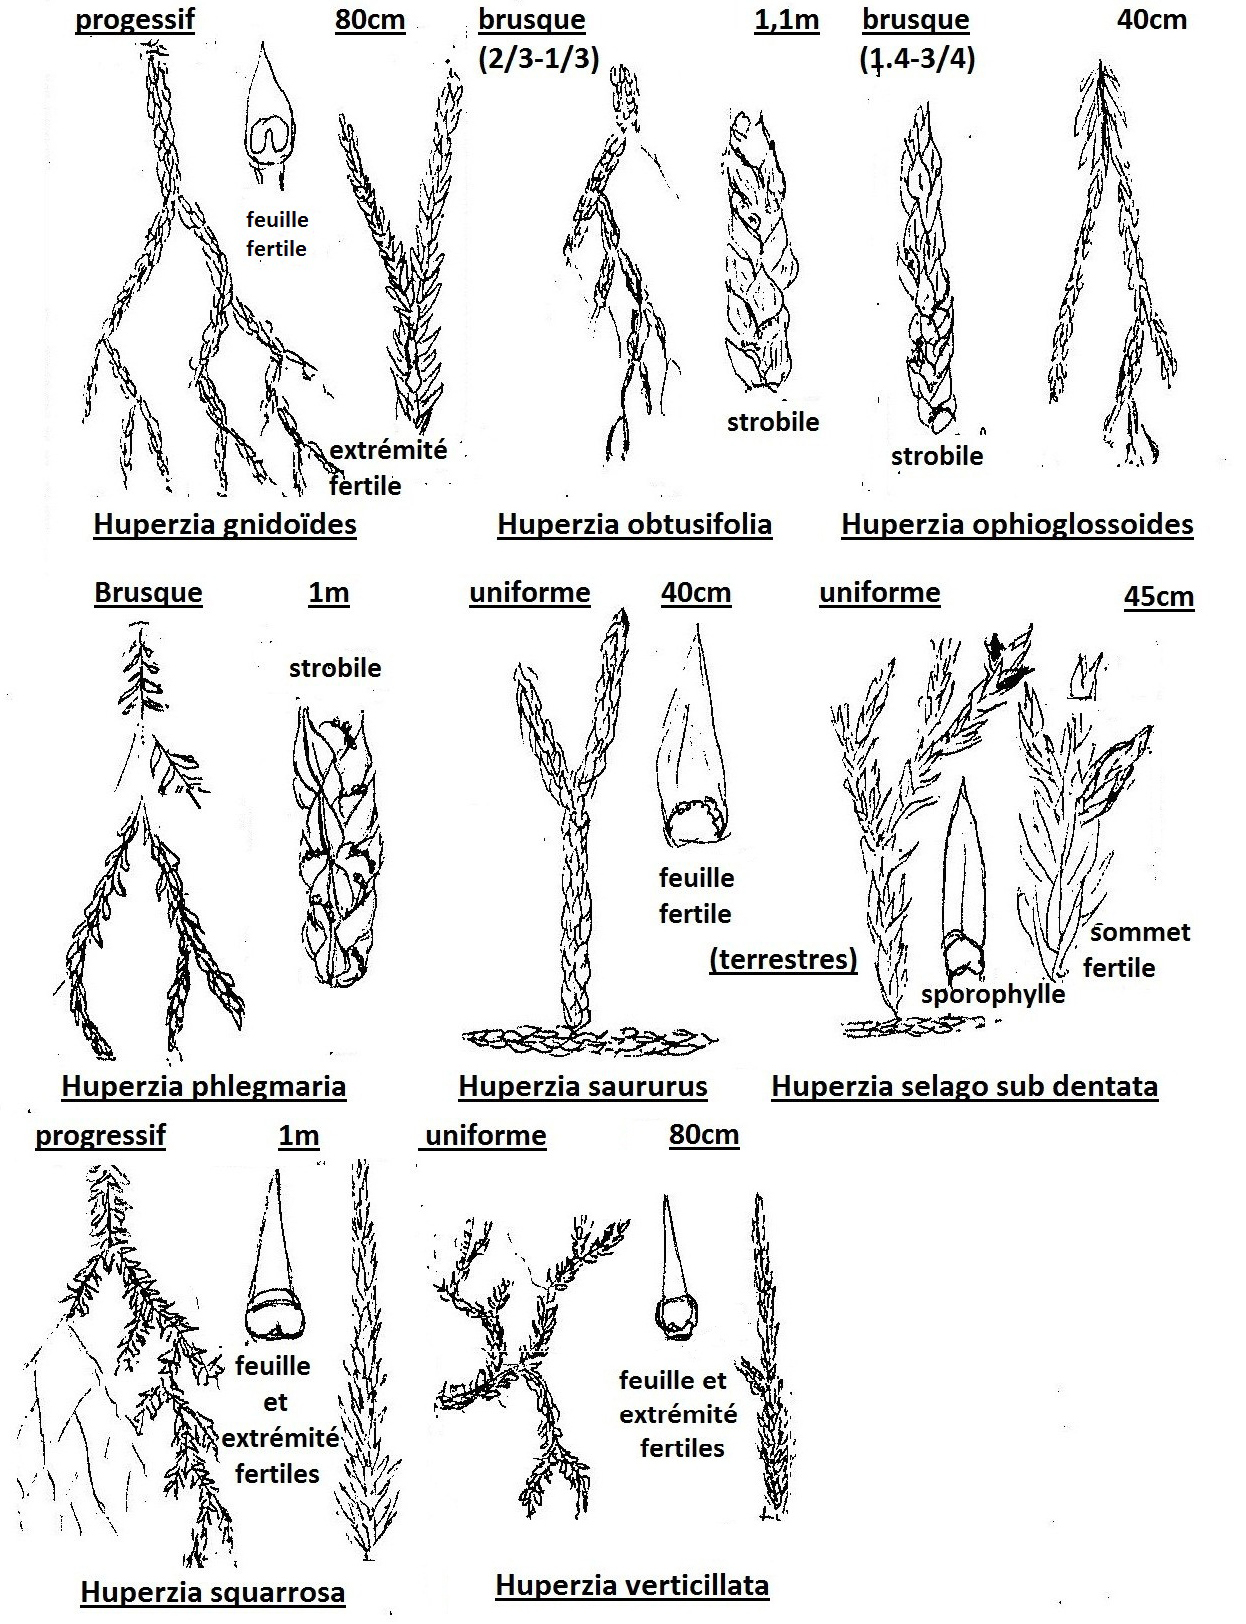 progessif 80cm brusque 1,1m brusque 40cm
(2/3-1/3) (1.4-3/4)
feuille
fertile
strobile
extrémité
fertile
strobile
Huperzia gnidoïdes Huperzia obtusifolia Huperzia ophioglossoides
Brusque 1m uniforme 40cm uniforme 45cm
strobile
feuille
fertile
(terrestres)
sommet
fertile
sporophylle
Huperzia phlegmaria Huperzia saururus Huperzia selago sub dentata
progressif 1m uniforme 80cm
feuille
et
extrémité
fertiles
feuille et
extrémité
fertiles
Huperzia squarrosa Huperzia verticillata